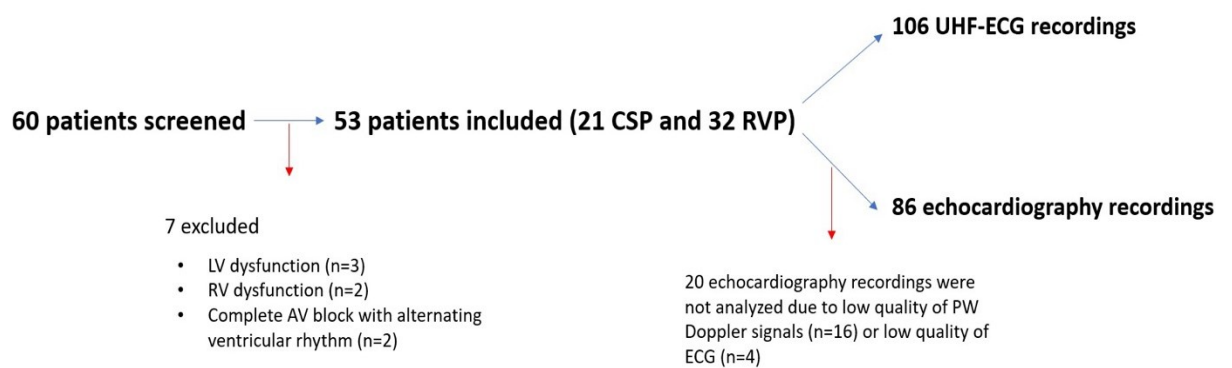 106 UHF-ECG recordings
60 patients screened
53 patients included (21 CSP and 32 RVP)
86 echocardiography recordings
7 excluded
• LV dysfunction (n=3)
• RV dysfunction (n=2)
• Complete AV block with alternating
ventricular rhythm (n=2)
20 echocardiography recordings were
not analyzed due to low quality of PW
Doppler signals (n=16) or low quality of
ECG (n=4)